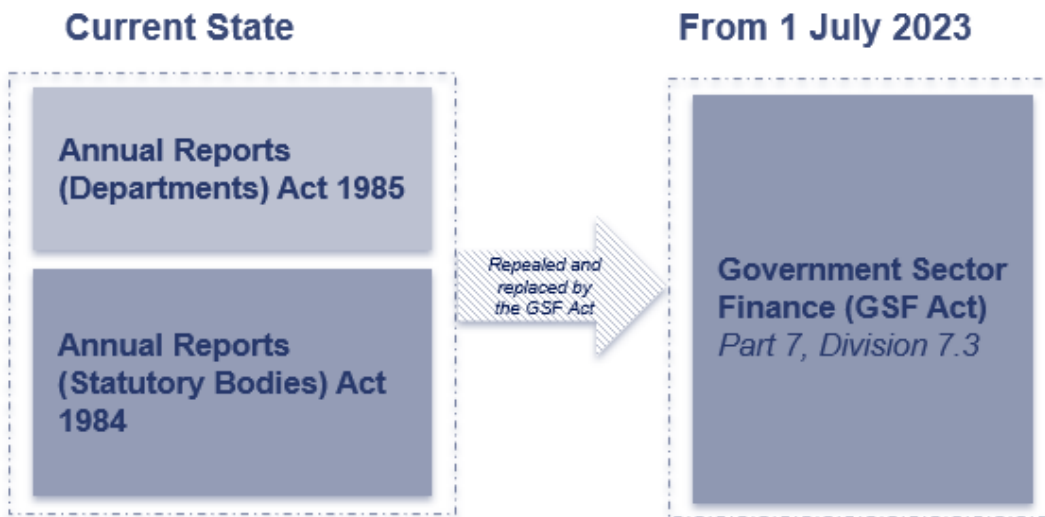 Current State
From 1 July 2023
Annual Reports
(Departments) Act 1985
Annual Reports
(Statutory Bodies) Act
1984
Repealed and
replaced by
the GSF Act
Government Sector
Finance (GSF Act)
Part 7, Division 7.3